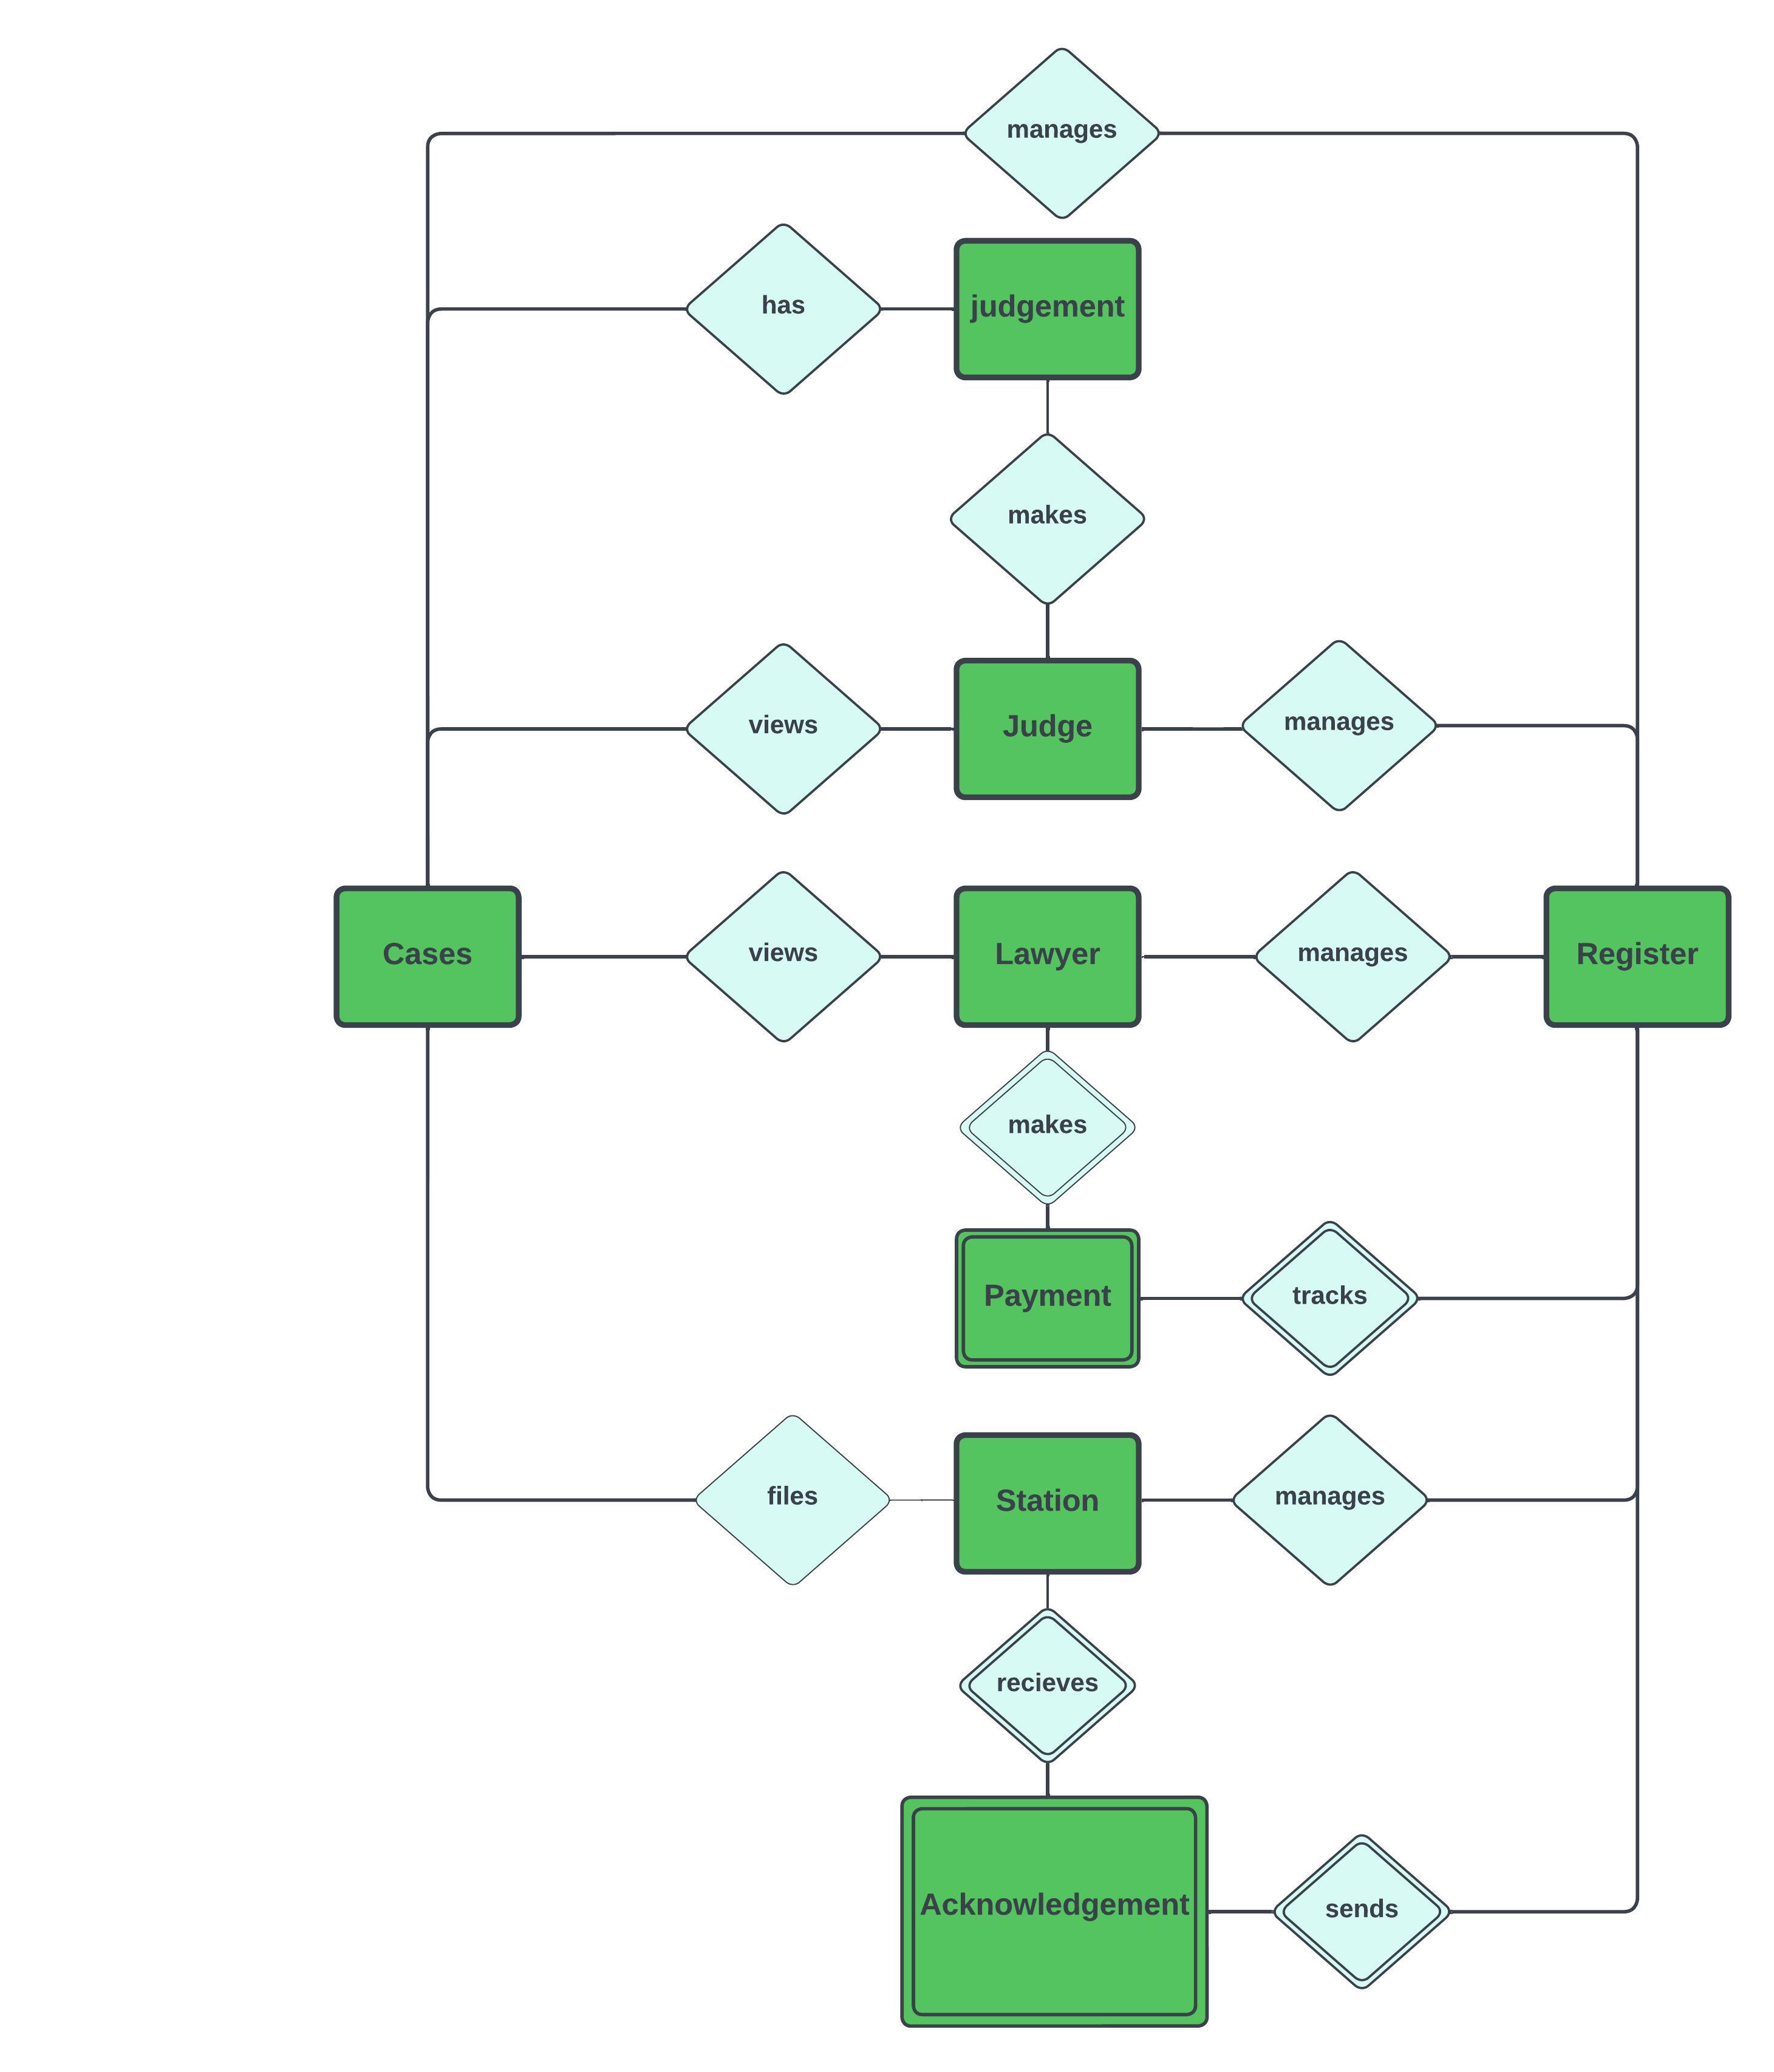 manages
has
judgement
makes
views
Judge
manages
Cases
views
Lawyer
manages
Register
makes
Payment
tracks
files
Station
manages
recieves
Acknowledgement
sends